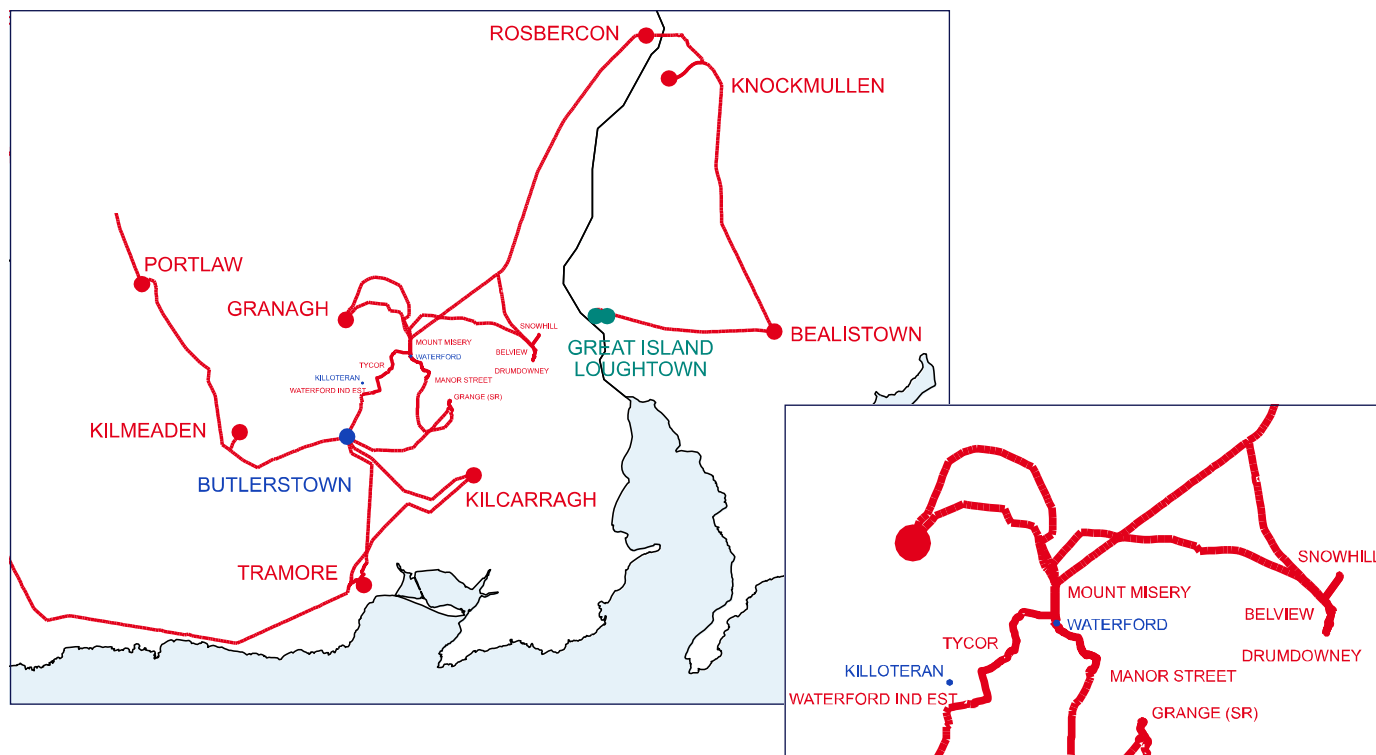 ROSBERCON
KNOCKMULLEN
PORTLAW
GRANAGH
SNOWHILL
MOUNT MISERY
BEALISTOWN
GREAT ISLAND
LOUGHTOWN
WATERFORD
BELVIEW
TYCOR
DRUMDOWNEY
KILLOTERAN
MANOR STREET
WATERFORD IND EST
GRANGE (SR)
KILMEADEN
BUTLERSTOWN
KILCARRAGH
TRAMORE
SNOWHILL
MOUNT MISERY
BELVIEW
WATERFORD
TYCOR
DRUMDOWNEY
KILLOTERAN
MANOR STREET
WATERFORD IND EST
GRANGE (SR)